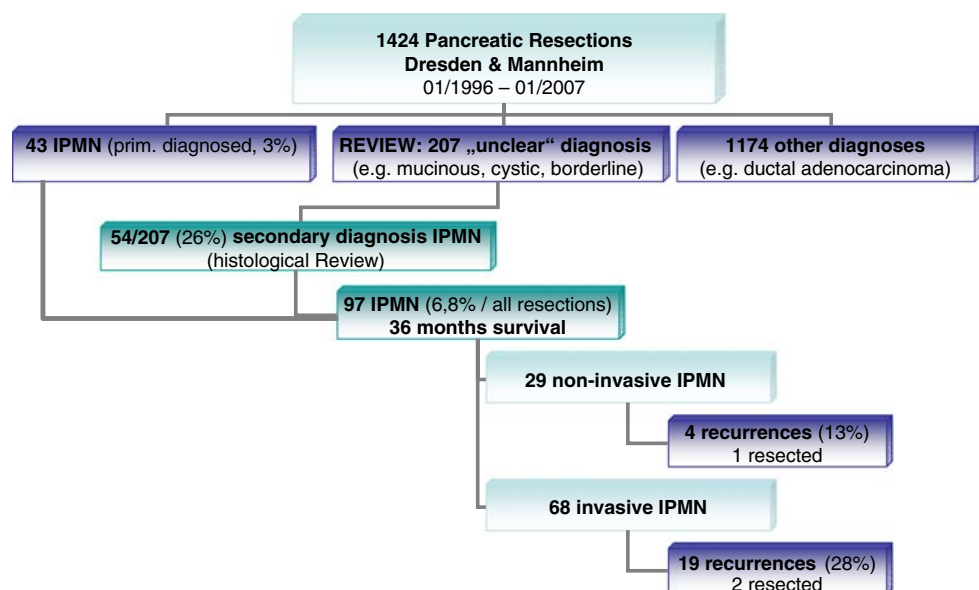 1424 Pancreatic Resections
Dresden & Mannheim
01/1996 – 01/2007
43 IPMN (prim. diagnosed, 3%)
REVIEW: 207 „unclear“ diagnosis
(e.g. mucinous, cystic, borderline)
1174 other diagnoses
(e.g. ductal adenocarcinoma)
54/207 (26%) secondary diagnosis IPMN
(histological Review)
97 IPMN (6,8% / all resections)
36 months survival
29 non-invasive IPMN
4 recurrences (13%)
1 resected
68 invasive IPMN
19 recurrences (28%)
2 resected